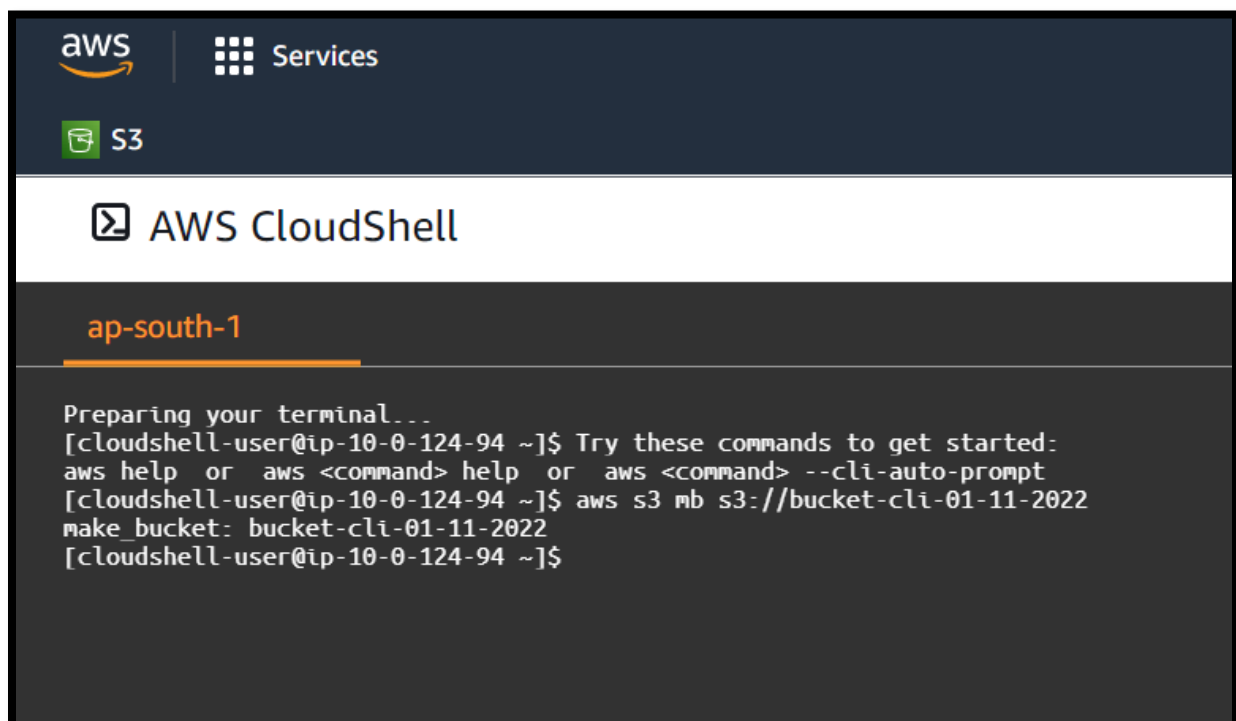 aws
Services
S3
AWS CloudShell
ap-south-1
Preparing your terminal...
[cloudshell-user@ip-10-0-124-94 ~]$ Try these commands to get started:
aws help  or  aws <command> help  or  aws <command> --cli-auto-prompt
[cloudshell-user@ip-10-0-124-94 ~]$ aws s3 mb s3://bucket-cli-01-11-2022
make_bucket: bucket-cli-01-11-2022
[cloudshell-user@ip-10-0-124-94 ~]$